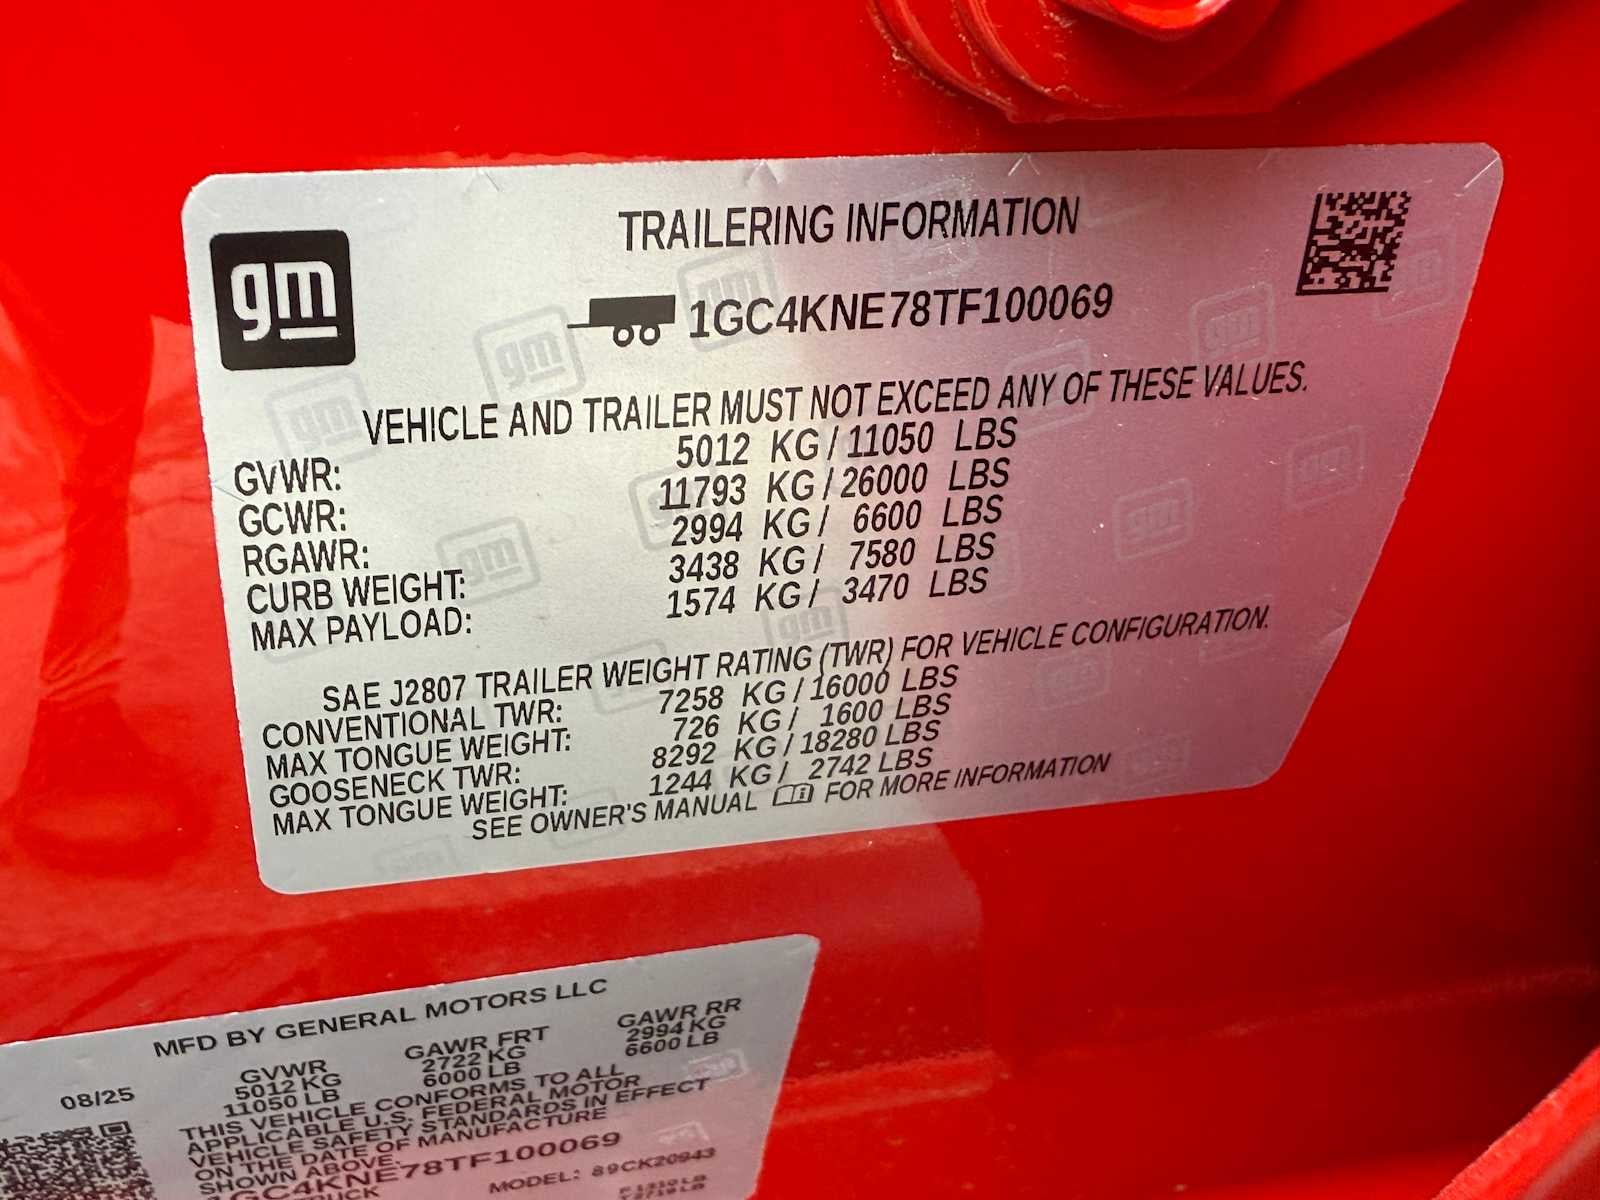 TRAILERING INFORMATION
gm
1GC4KNE78TF100069
VEHICLE AND TRAILER MUST NOT EXCEED ANY OF THESE VALUES.
GVWR: 5012 KG / 11050 LBS
GCWR: 11793 KG / 26000 LBS
RGAWR: 2994 KG / 6600 LBS
CURB WEIGHT: 3438 KG / 7580 LBS
MAX PAYLOAD: 1574 KG / 3470 LBS
SAE J2807 TRAILER WEIGHT RATING (TWR) FOR VEHICLE CONFIGURATION.
CONVENTIONAL TWR: 7258 KG / 16000 LBS
MAX TONGUE WEIGHT: 726 KG / 1600 LBS
GOOSENECK TWR: 8292 KG / 18280 LBS
MAX TONGUE WEIGHT: 1244 KG / 2742 LBS
SEE OWNER'S MANUAL FOR MORE INFORMATION
MFD BY GENERAL MOTORS LLC
08/25 GVWR GAWR FRT GAWR RR
5012 KG 2722 KG 2994 KG
11050 LB 6000 LB 6600 LB
THIS VEHICLE CONFORMS TO ALL
APPLICABLE U.S. FEDERAL MOTOR
VEHICLE SAFETY STANDARDS IN EFFECT
ON THE DATE OF MANUFACTURE
SHOWN ABOVE.
1GC4KNE78TF100069
TRUCK MODEL: 89CK20943